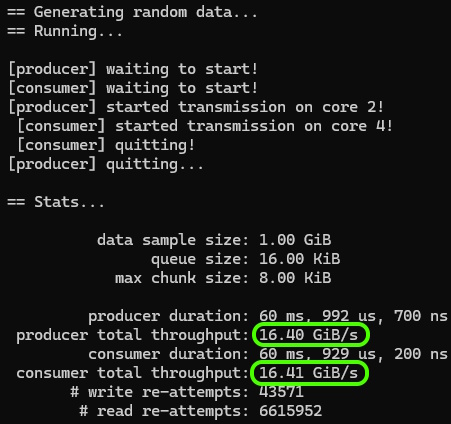 == Generating random data...
== Running...
[producer] waiting to start!
[consumer] waiting to start!
[producer] started transmission on core 2!
[consumer] started transmission on core 4!
[consumer] quitting!
[producer] quitting...
== Stats...
data sample size: 1.00 GiB
queue size: 16.00 KiB
max chunk size: 8.00 KiB
producer duration: 60 ms, 992 us, 700 ns
producer total throughput: 16.40 GiB/s
consumer duration: 60 ms, 929 us, 200 ns
consumer total throughput: 16.41 GiB/s
# write re-attempts: 43571
# read re-attempts: 6615952